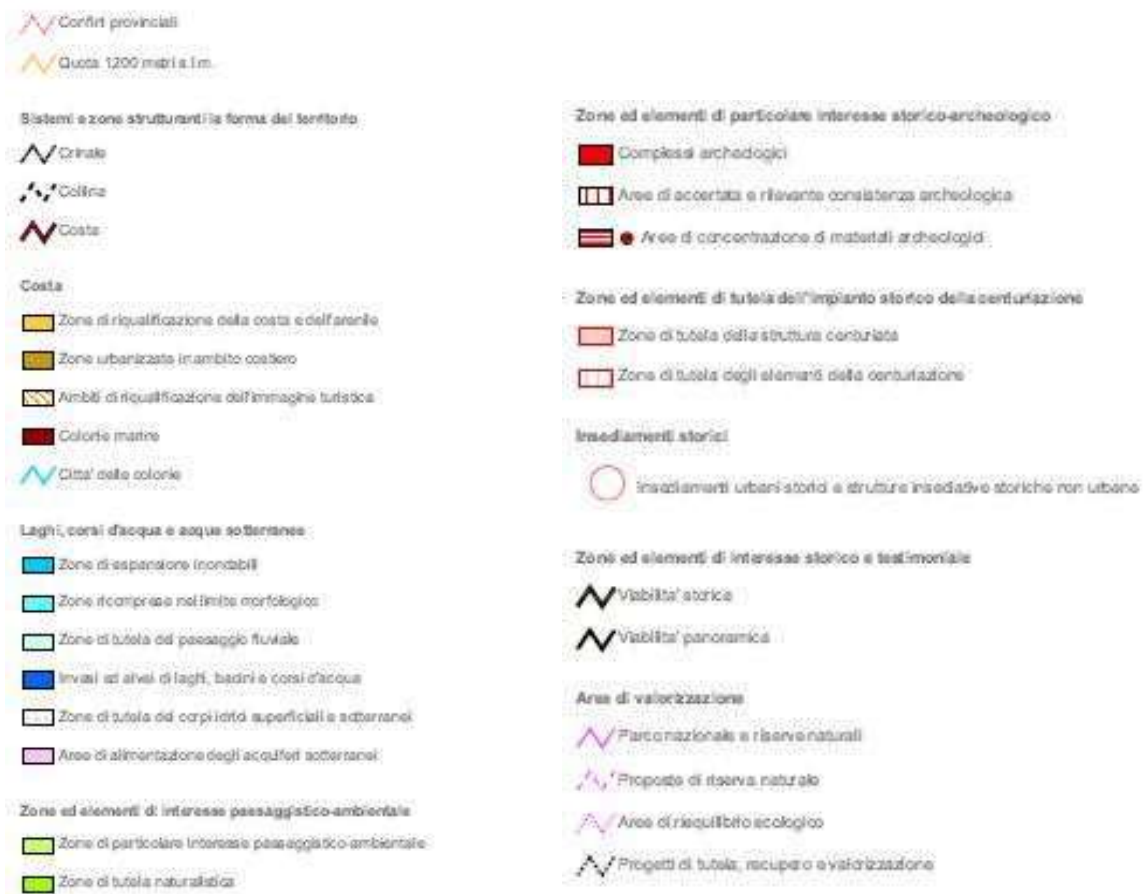 Confini provinciali
Quota 1200 metri s.l.m.
Sistemi e zone strutturanti la forma del territorio
Crinale
Collina
Costa
Costa
Zone di riqualificazione della costa e dell'arenile
Zone urbanizzate in ambito costiero
Ambiti di riqualificazione dell'immagine turistica
Colonie marine
Citta' delle colonie
Laghi, corsi d'acqua e acque sotterranee
Zone di espansione inondabili
Zone ricomprese nel limite morfologico
Zone di tutela del paesaggio fluviale
Invasi ed alvei di laghi, bacini e corsi d'acqua
Zone di tutela dei corpi idrici superficiali e sotterranei
Aree di alimentazione degli acquiferi sotterranei
Zone ed elementi di interesse paesaggistico-ambientale
Zone di particolare interesse paesaggistico-ambientale
Zone di tutela naturalistica
Zone ed elementi di particolare interesse storico-archeologico
Complessi archeologici
Aree di accertata e rilevante consistenza archeologica
Aree di concentrazione di materiali archeologici
Zone ed elementi di tutela dell'impianto storico della centuriazione
Zone di tutela della struttura centuriata
Zone di tutela degli elementi della centuriazione
Insediamenti storici
Insediamenti urbani storici e strutture insediative storiche non urbane
Zone ed elementi di interesse storico e testimoniale
Viabilita' storica
Viabilita' panoramica
Aree di valorizzazione
Parco nazionale e riserve naturali
Proposte di riserva naturale
Aree di riequilibrio ecologico
Progetti di tutela, recupero e valorizzazione